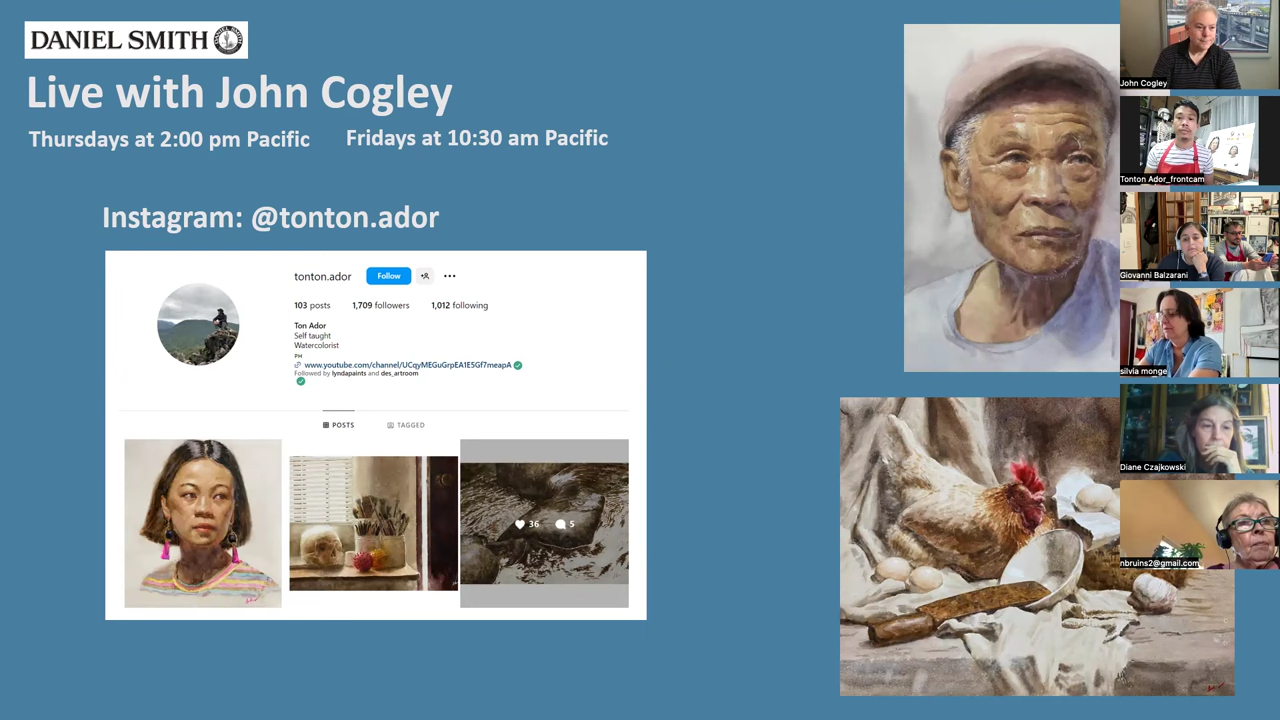 DANIEL SMITH
Live with John Cogley
Thursdays at 2:00 pm Pacific
Fridays at 10:30 am Pacific
Instagram: @tonton.ador
tonton.ador
Follow
103 posts
1,709 followers
1,012 following
Ton Ador
Self taught
Watercolorist
PM
www.youtube.com/channel/UCqyMEGuGrpEA1E5Gf7meapA
Followed by lyndapaints and des_artroom
POSTS
TAGGED
36
5
John Cogley
Tonton Ador_frontcam
Giovanni Balzarani
silvia monge
Diane Czajkowski
nbruins2@gmail.com